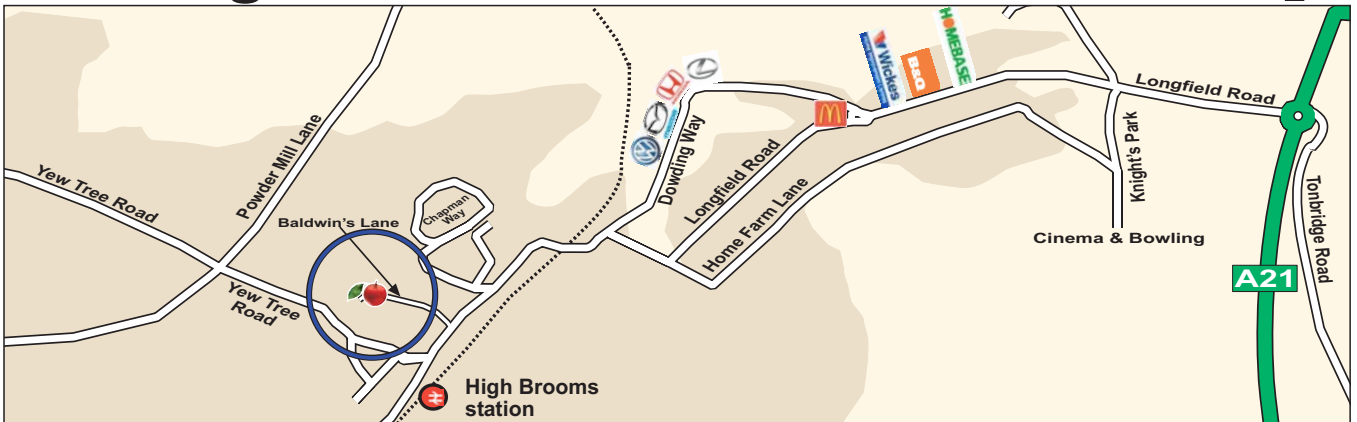 Wickes
B&Q
HOMEBASE
Longfield Road
Powder Mill Lane
Dowding Way
Knight's Park
Yew Tree Road
Longfield Road
Chapman
Way
Baldwin's Lane
Home Farm Lane
Tonbridge Road
Cinema & Bowling
A21
Yew Tree
Road
High Brooms
station